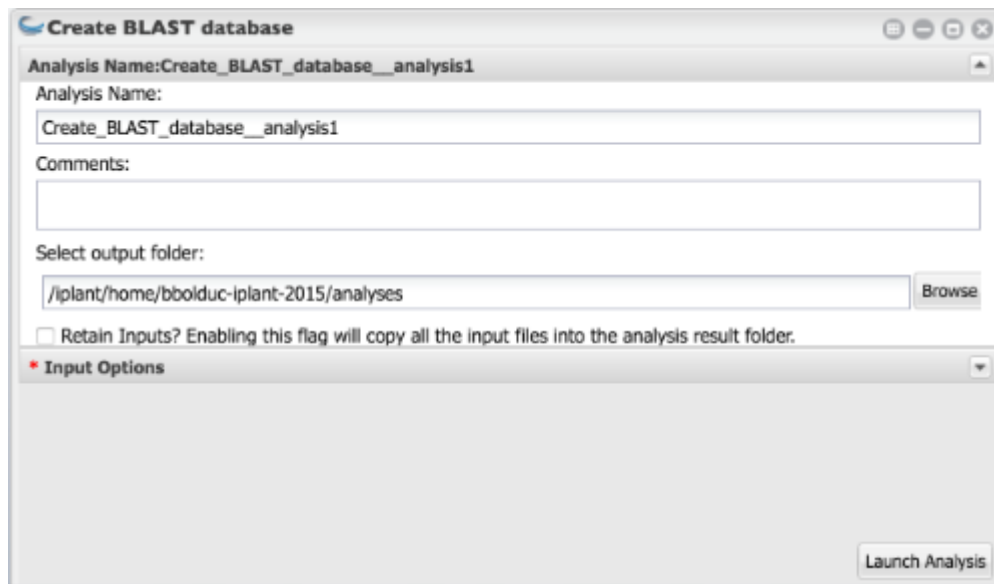 Create BLAST database
Analysis Name:Create_BLAST_database__analysis1
Analysis Name:
Create_BLAST_database__analysis1
Comments:
Select output folder:
/iplant/home/bbolduc-iplant-2015/analyses
Browse
Retain Inputs? Enabling this flag will copy all the input files into the analysis result folder.
* Input Options
Launch Analysis